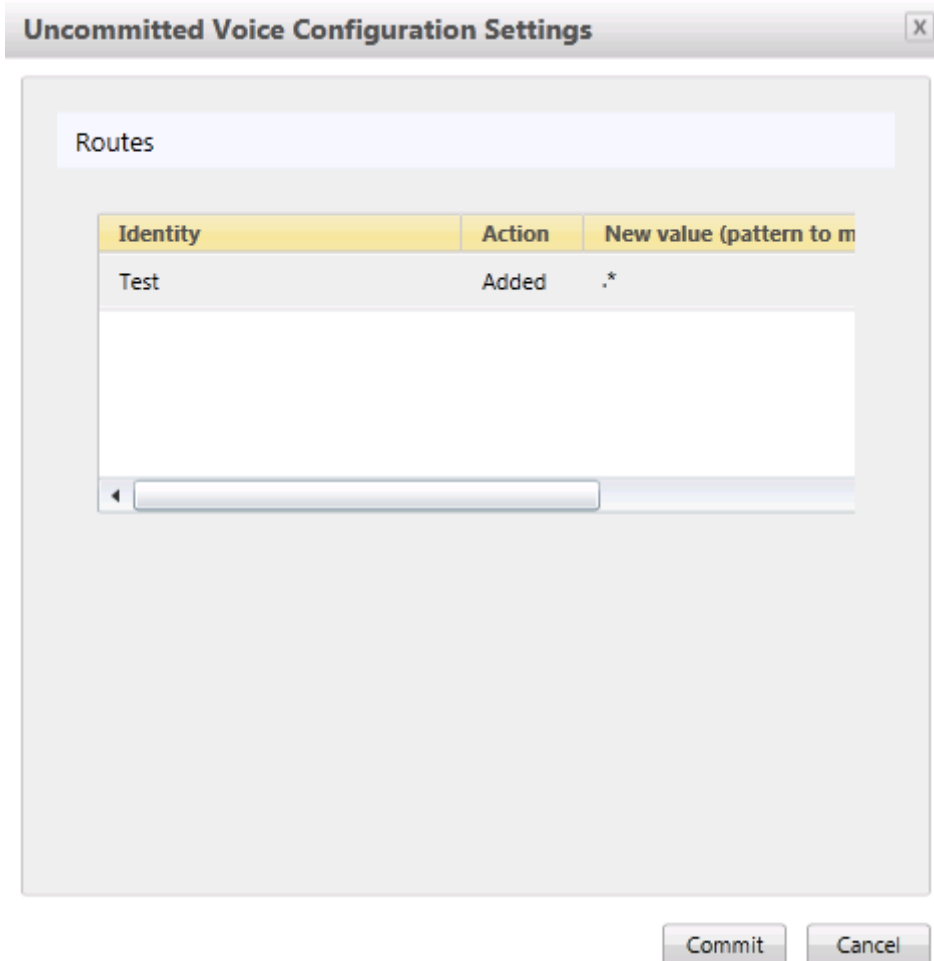 Uncommitted Voice Configuration Settings X
Routes
Identity Action New value (pattern to m
Test Added .*
Commit Cancel